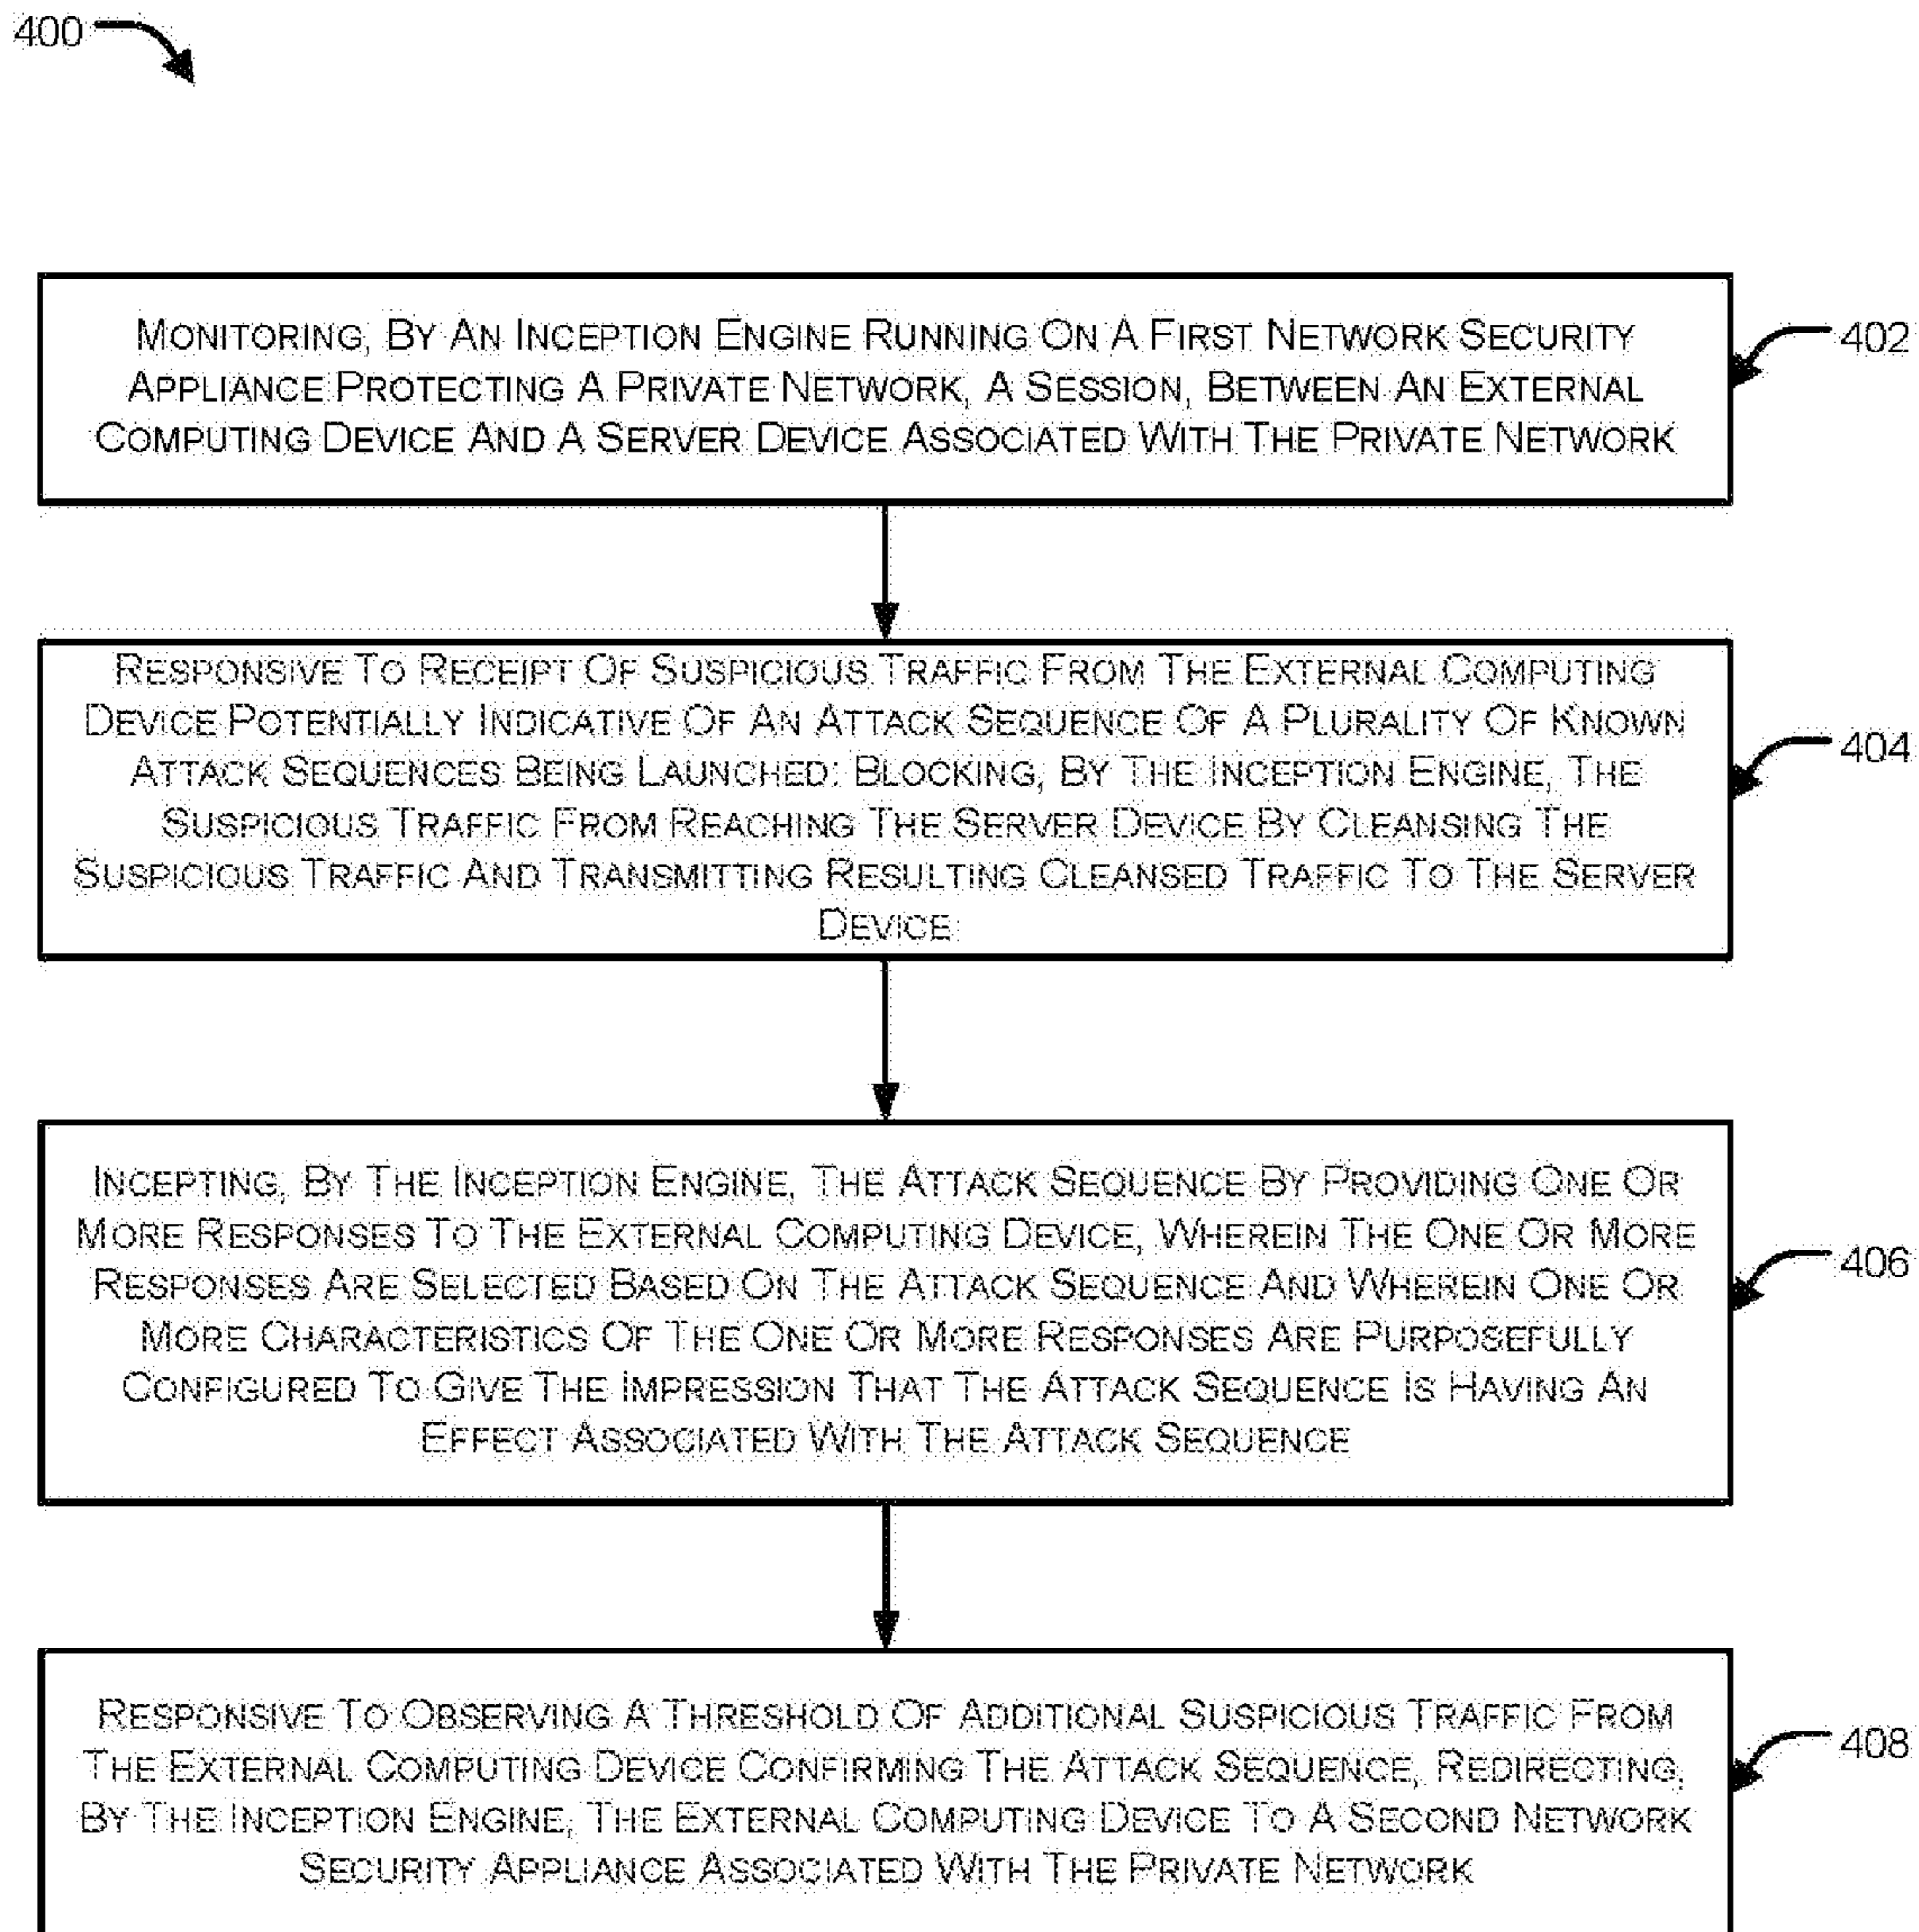 400
MONITORING, BY AN INCEPTION ENGINE RUNNING ON A FIRST NETWORK SECURITY
APPLIANCE PROTECTING A PRIVATE NETWORK, A SESSION, BETWEEN AN EXTERNAL
COMPUTING DEVICE AND A SERVER DEVICE ASSOCIATED WITH THE PRIVATE NETWORK
402
RESPONSIVE TO RECEIPT OF SUSPICIOUS TRAFFIC FROM THE EXTERNAL COMPUTING
DEVICE POTENTIALLY INDICATIVE OF AN ATTACK SEQUENCE OF A PLURALITY OF KNOWN
ATTACK SEQUENCES BEING LAUNCHED: BLOCKING, BY THE INCEPTION ENGINE, THE
SUSPICIOUS TRAFFIC FROM REACHING THE SERVER DEVICE BY CLEANSING THE
SUSPICIOUS TRAFFIC AND TRANSMITTING RESULTING CLEANSED TRAFFIC TO THE SERVER
DEVICE
404
INCEPTING, BY THE INCEPTION ENGINE, THE ATTACK SEQUENCE BY PROVIDING ONE OR
MORE RESPONSES TO THE EXTERNAL COMPUTING DEVICE, WHEREIN THE ONE OR MORE
RESPONSES ARE SELECTED BASED ON THE ATTACK SEQUENCE AND WHEREIN ONE OR
MORE CHARACTERISTICS OF THE ONE OR MORE RESPONSES ARE PURPOSEFULLY
CONFIGURED TO GIVE THE IMPRESSION THAT THE ATTACK SEQUENCE IS HAVING AN
EFFECT ASSOCIATED WITH THE ATTACK SEQUENCE
406
RESPONSIVE TO OBSERVING A THRESHOLD OF ADDITIONAL SUSPICIOUS TRAFFIC FROM
THE EXTERNAL COMPUTING DEVICE CONFIRMING THE ATTACK SEQUENCE, REDIRECTING,
BY THE INCEPTION ENGINE, THE EXTERNAL COMPUTING DEVICE TO A SECOND NETWORK
SECURITY APPLIANCE ASSOCIATED WITH THE PRIVATE NETWORK
408